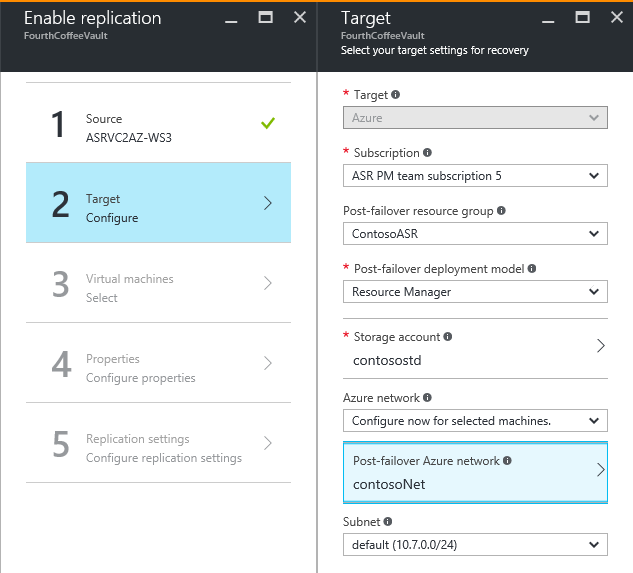 Enable replication
FourthCoffeeVault
1
Source
ASRVC2AZ-WS3
2
Target
Configure
3
Virtual machines
Select
4
Properties
Configure properties
5
Replication settings
Configure replication settings
Target
FourthCoffeeVault
Select your target settings for recovery
* Target
Azure
* Subscription
ASR PM team subscription 5
Post-failover resource group
ContosoASR
* Post-failover deployment model
Resource Manager
* Storage account
contosostd
Azure network
Configure now for selected machines.
Post-failover Azure network
contosoNet
Subnet
default (10.7.0.0/24)